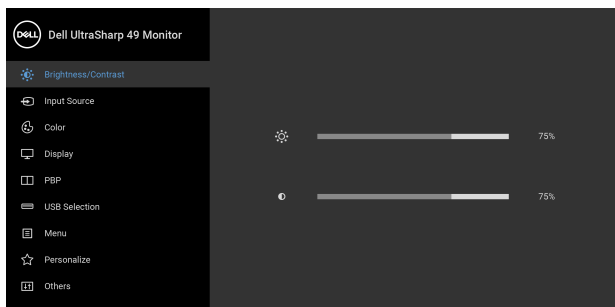 DELL Dell UltraSharp 49 Monitor
Brightness/Contrast
Input Source
Color
Display
PBP
USB Selection
Menu
Personalize
Others
75%
75%